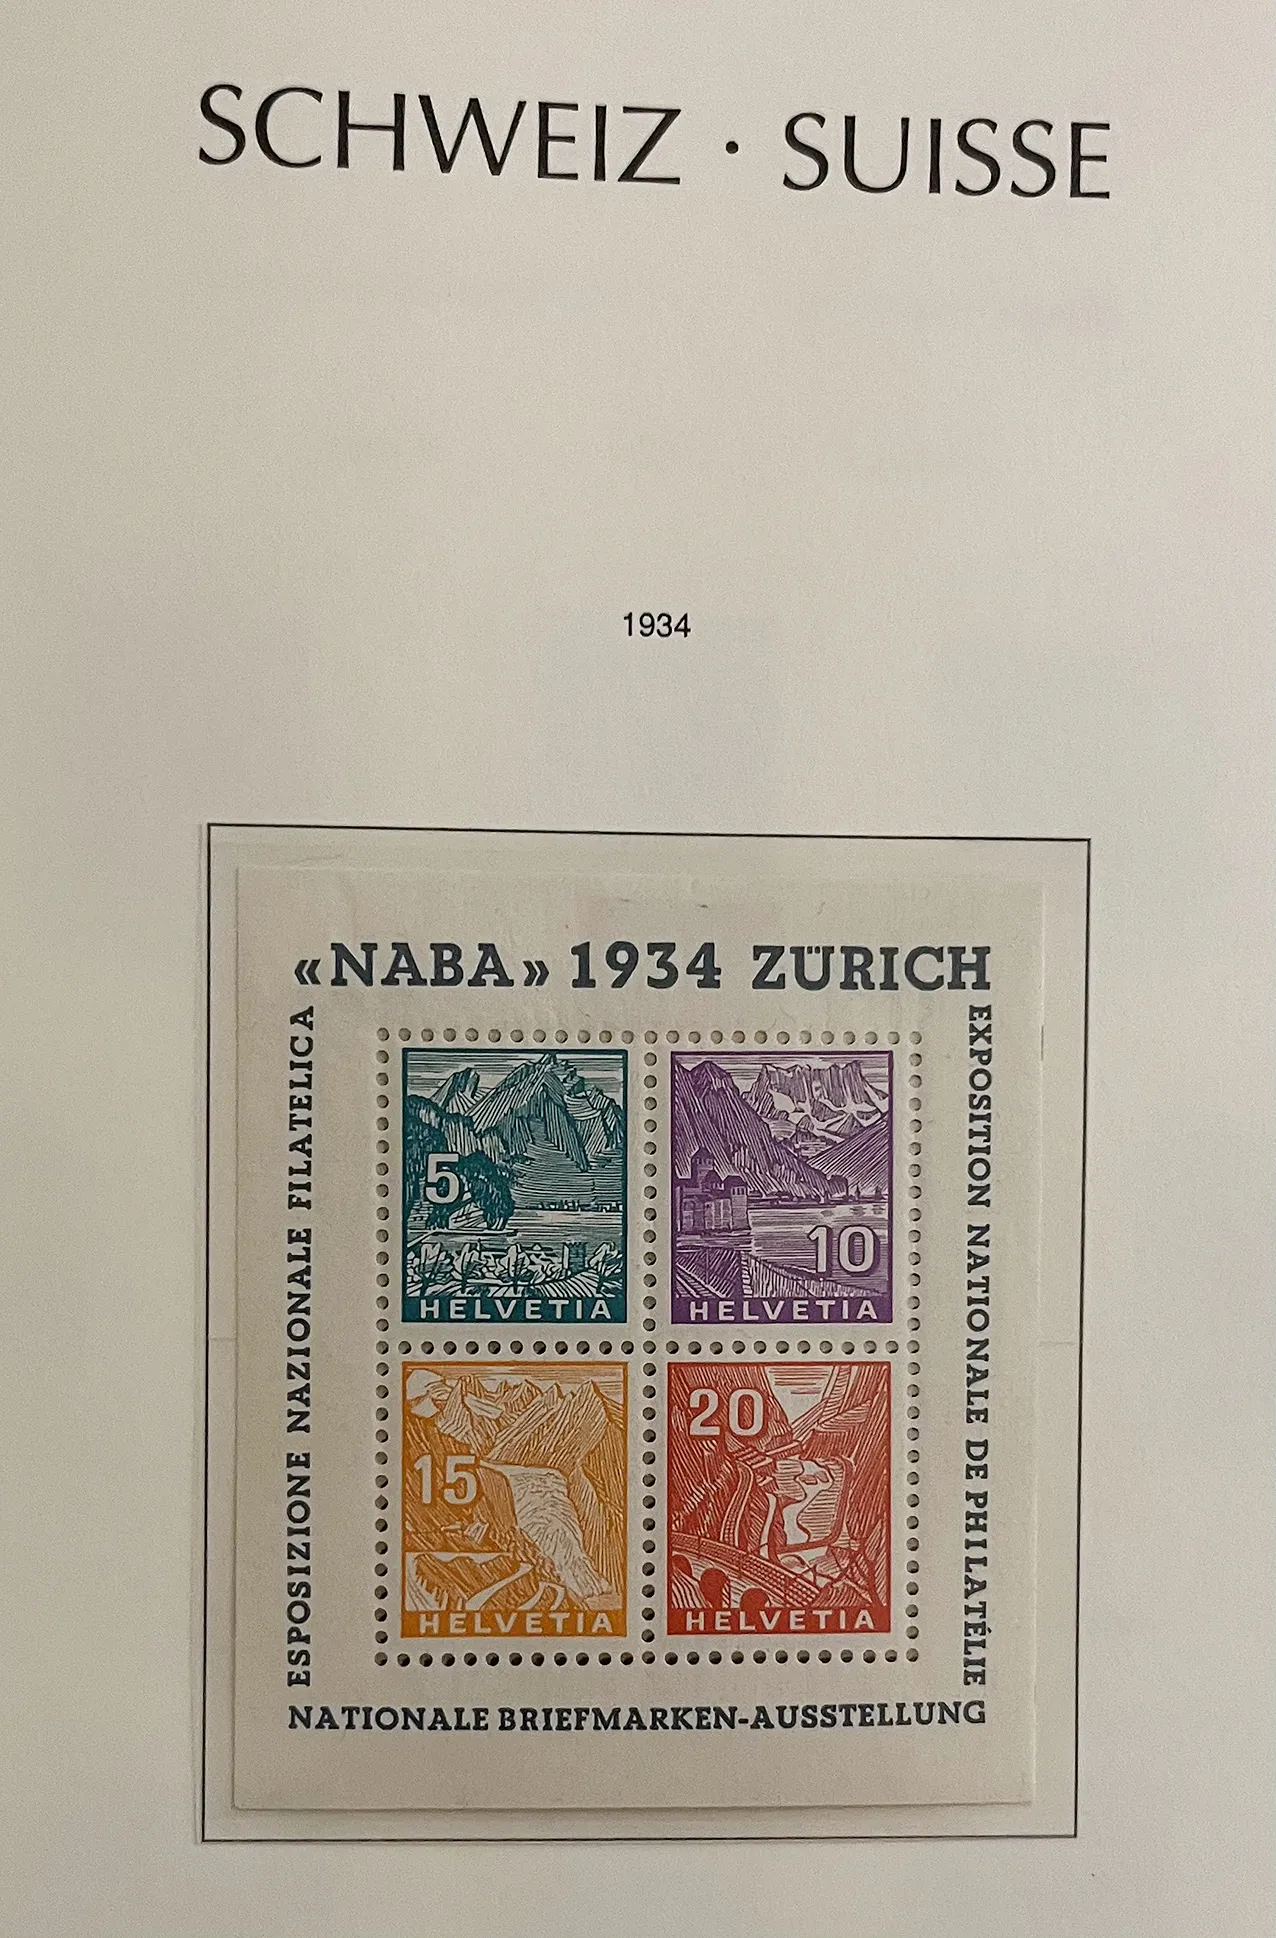 SCHWEIZ · SUISSE
1934
«NABA» 1934 ZÜRICH
ESPOSIZIONE NAZIONALE FILATELICA
EXPOSITION NATIONALE DE PHILATÉLIE
5
HELVETIA
10
HELVETIA
15
HELVETIA
20
HELVETIA
NATIONALE BRIEFMARKEN-AUSSTELLUNG